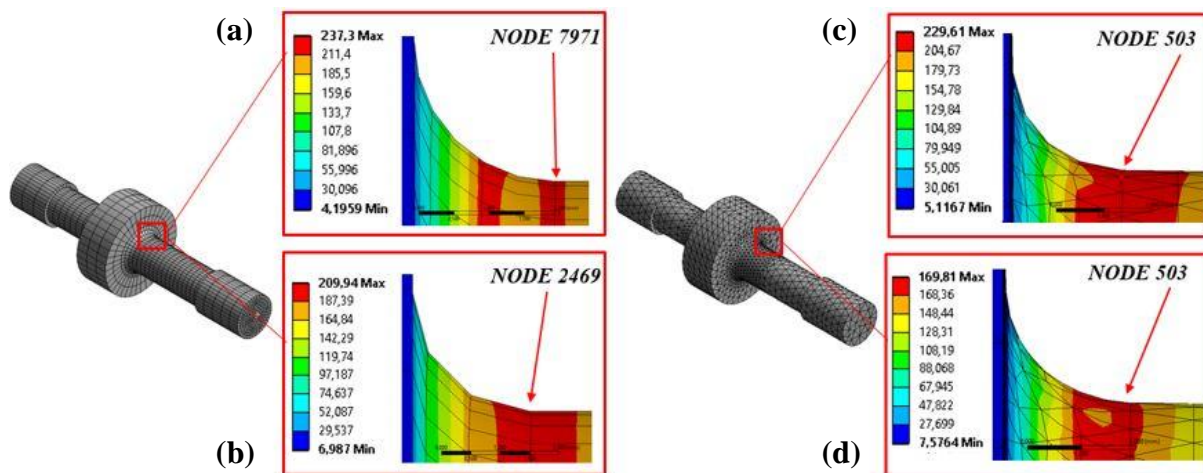 (a)
237,3 Max
211,4
185,5
159,6
133,7
107,8
81,896
55,996
30,096
4,1959 Min
NODE 7971
(b)
209,94 Max
187,39
164,84
142,29
119,74
97,187
74,637
52,087
29,537
6,987 Min
NODE 2469
(c)
229,61 Max
204,67
179,73
154,78
129,84
104,89
79,949
55,005
30,061
5,1167 Min
NODE 503
(d)
169,81 Max
168,36
148,44
128,31
108,19
88,068
67,945
47,822
27,699
7,5764 Min
NODE 503